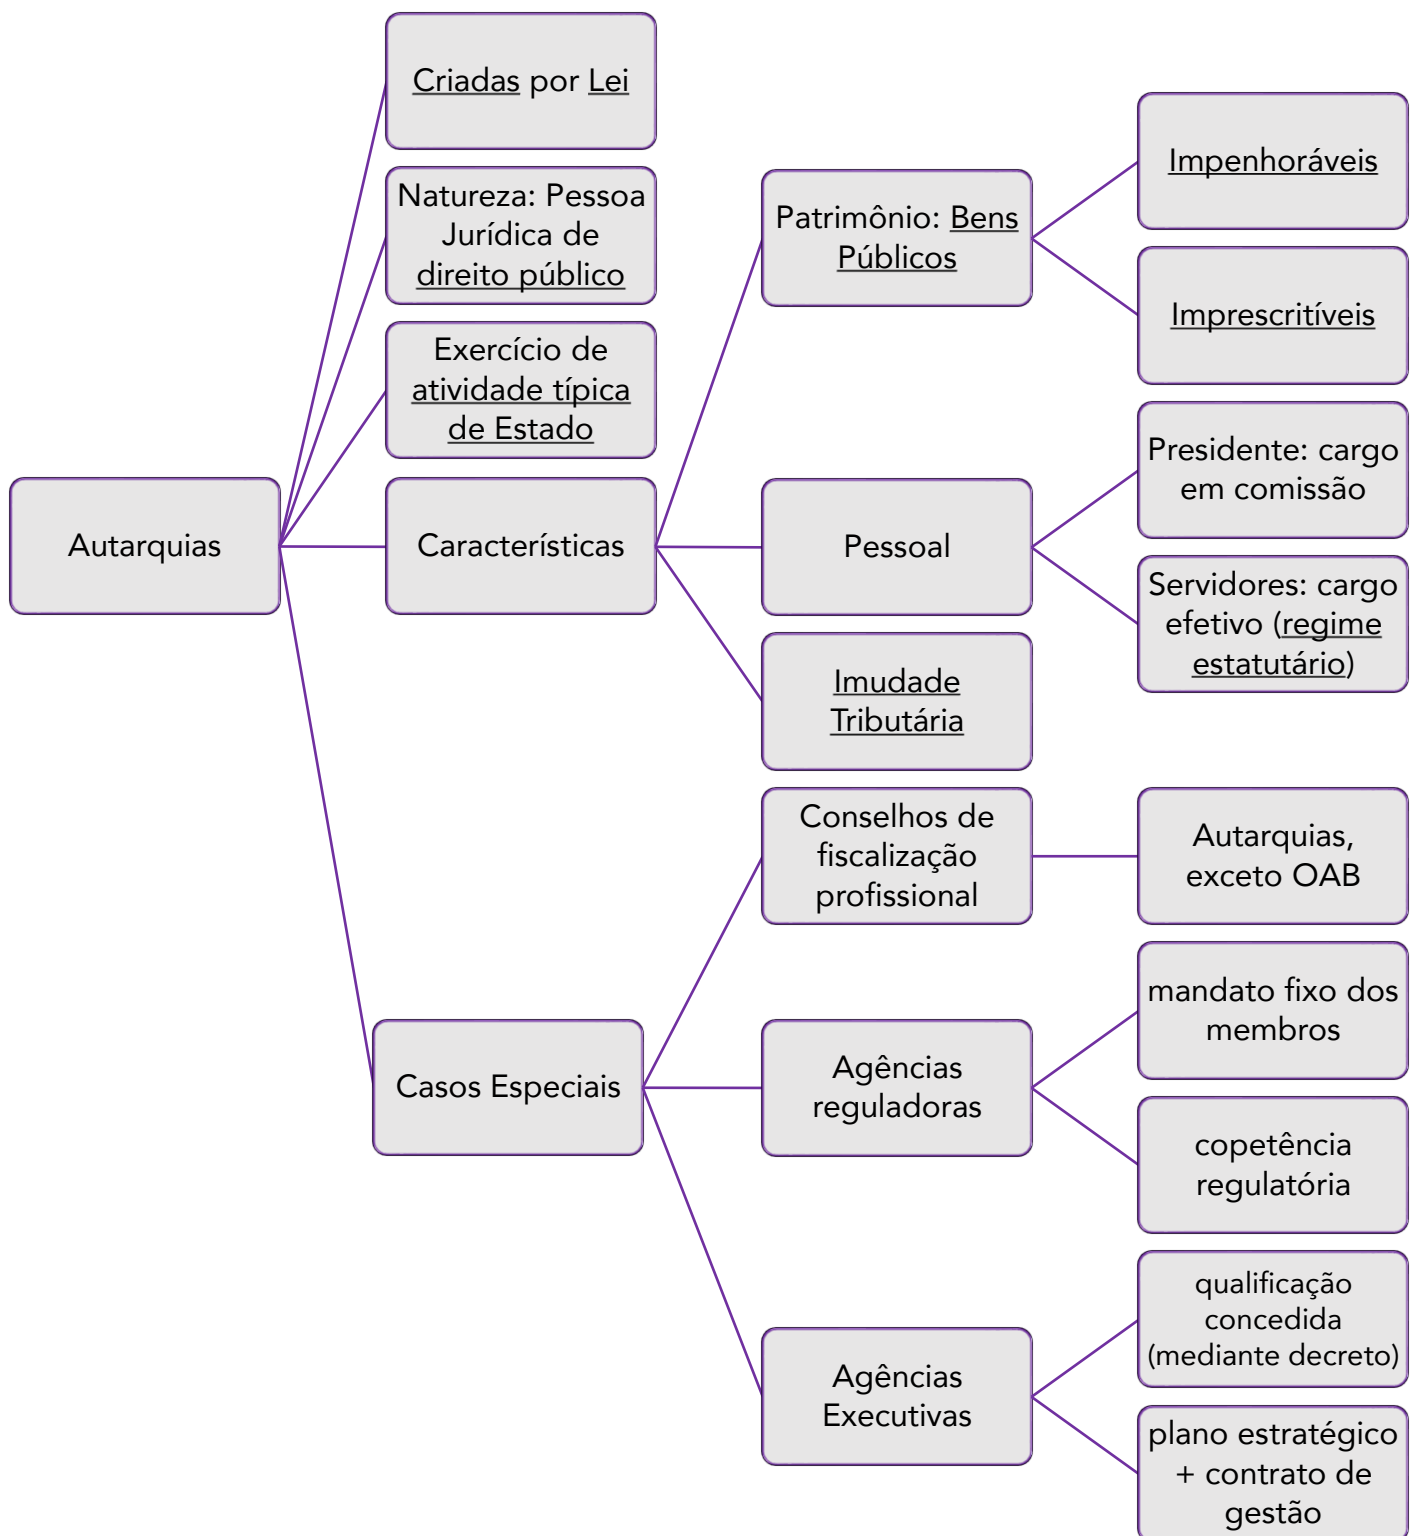 Criadas por Lei
Natureza: Pessoa
Jurídica de
direito público
Exercício de
atividade típica
de Estado
Autarquias
Características
Patrimônio: Bens
Públicos
Impenhoráveis
Imprescritíveis
Pessoal
Presidente: cargo
em comissão
Servidores: cargo
efetivo (regime
estatutário)
Imudade
Tributária
Casos Especiais
Conselhos de
fiscalização
profissional
Autarquias,
exceto OAB
Agências
reguladoras
mandato fixo dos
membros
copetência
regulatória
Agências
Executivas
qualificação
concedida
(mediante decreto)
plano estratégico
+ contrato de
gestão